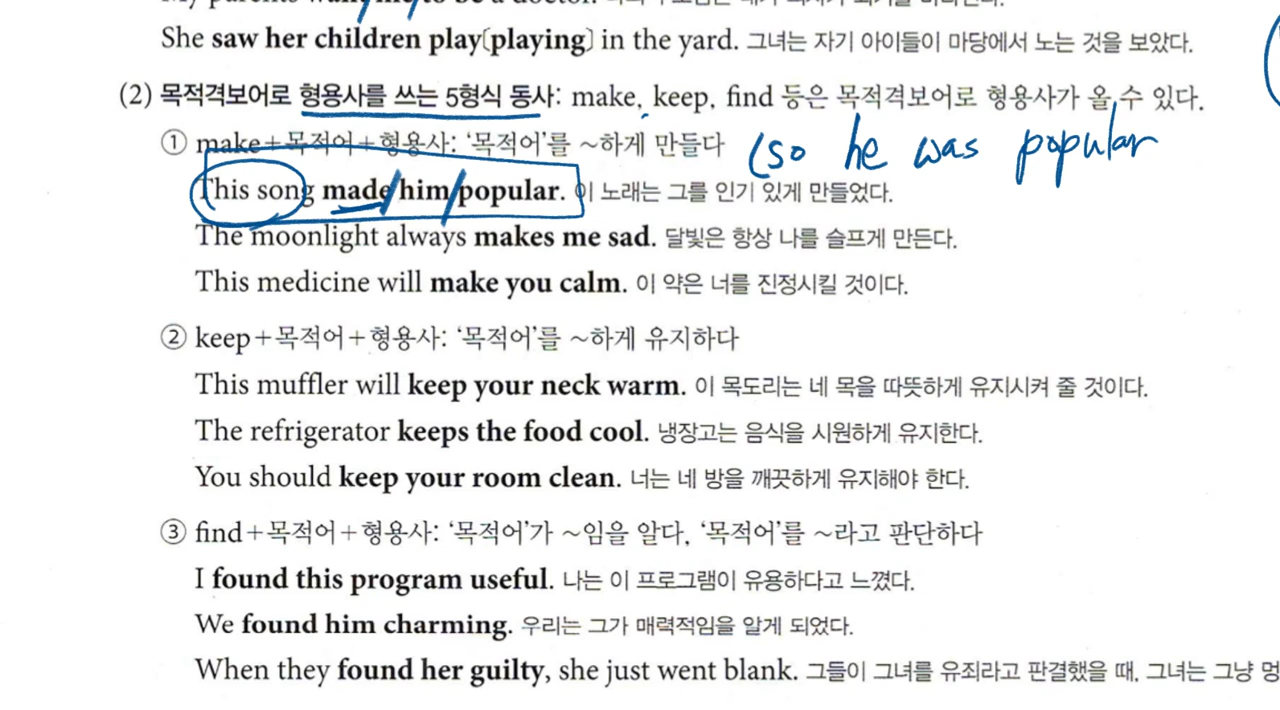 My parents want me to be a doctor.
She saw her children play[playing] in the yard. 그녀는 자기 아이들이 마당에서 노는 것을 보았다.
(2) 목적격보어로 형용사를 쓰는 5형식 동사: make, keep, find 등은 목적격보어로 형용사가 올 수 있다.
① make+목적어+형용사: ‘목적어’를 ~하게 만들다 (so he was popular
This song made/him/popular. 이 노래는 그를 인기 있게 만들었다.
The moonlight always makes me sad. 달빛은 항상 나를 슬프게 만든다.
This medicine will make you calm. 이 약은 너를 진정시킬 것이다.
② keep+목적어+형용사: ‘목적어’를 ~하게 유지하다
This muffler will keep your neck warm. 이 목도리는 네 목을 따뜻하게 유지시켜 줄 것이다.
The refrigerator keeps the food cool. 냉장고는 음식을 시원하게 유지한다.
You should keep your room clean. 너는 네 방을 깨끗하게 유지해야 한다.
③ find+목적어+형용사: ‘목적어’가 ~임을 알다, ‘목적어’를 ~라고 판단하다
I found this program useful. 나는 이 프로그램이 유용하다고 느꼈다.
We found him charming. 우리는 그가 매력적임을 알게 되었다.
When they found her guilty, she just went blank. 그들이 그녀를 유죄라고 판결했을 때, 그녀는 그냥 멍